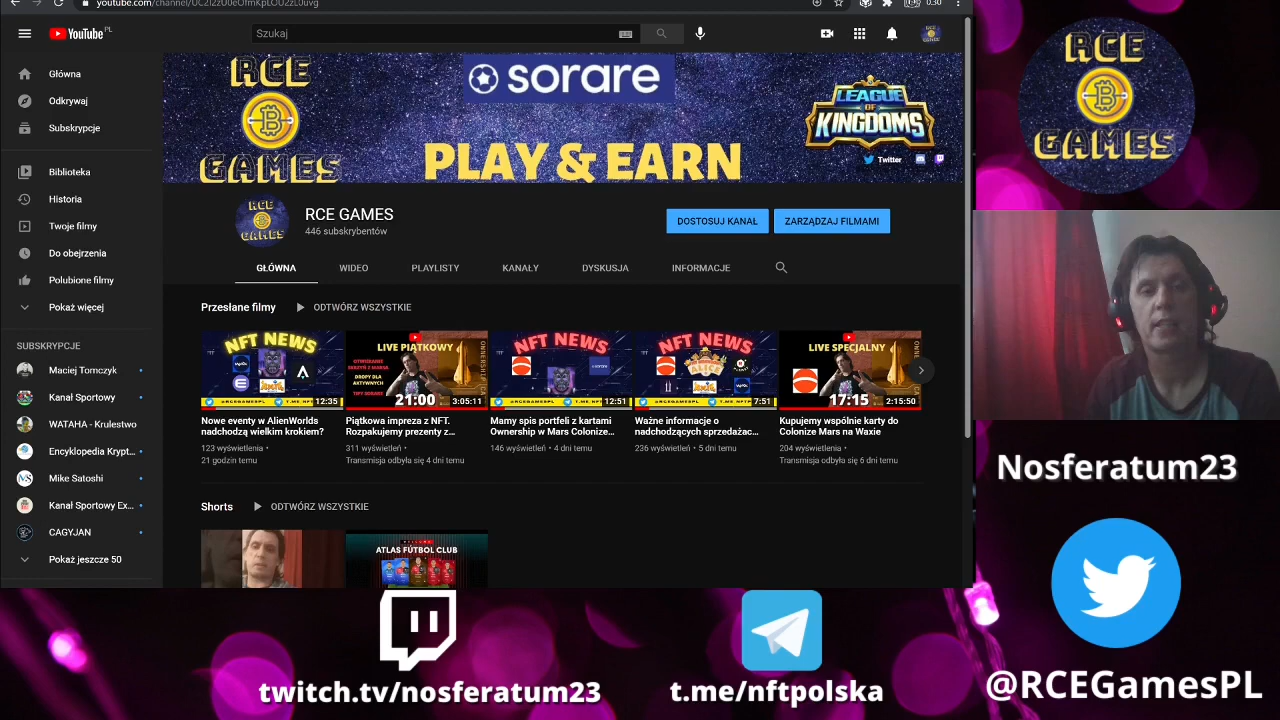 youtube.com/channel/
0:30
YouTube PL
Szukaj
RCE
GAMES
sorare
PLAY & EARN
LEAGUE
OF
KINGDOMS
Twitter
RCE
GAMES
Główna
Odkrywaj
Subskrypcje
Biblioteka
Historia
Twoje filmy
Do obejrzenia
Polubione filmy
Pokaż więcej
SUBSKRYPCJE
Maciej Tomczyk
Kanał Sportowy
WATAHA - Krulestwo
Encyklopedia Krypt...
Mike Satoshi
Kanał Sportowy Ex...
CAGYJAN
Pokaż jeszcze 50
RCE
GAMES
RCE GAMES
446 subskrybentów
DOSTOSUJ KANAŁ
ZARZĄDZAJ FILMAMI
GŁÓWNA
WIDEO
PLAYLISTY
KANAŁY
DYSKUSJA
INFORMACJE
Przesłane filmy
ODTWÓRZ WSZYSTKIE
NFT NEWS
12:35
Nowe eventy w AlienWorlds
nadchodzą wielkim krokiem?
123 wyświetlenia •
21 godzin temu
LIVE PIĄTKOWY
21:00
3:05:11
Piątkowa impreza z NFT.
Rozpakujemy prezenty z...
311 wyświetleń •
Transmisja odbyła się 4 dni temu
NFT NEWS
12:51
Mamy spis portfeli z kartami
Ownership w Mars Colonize...
146 wyświetleń • 4 dni temu
NFT NEWS
ALICE
7:51
Ważne informacje o
nadchodzących sprzedażac...
236 wyświetleń • 5 dni temu
LIVE SPECJALNY
17:15
2:15:50
Kupujemy wspólnie karty do
Colonize Mars na Waxie
204 wyświetlenia •
Transmisja odbyła się 6 dni temu
Shorts
ODTWÓRZ WSZYSTKIE
ATLAS FÚTBOL CLUB
Nosferatum23
twitch.tv/nosferatum23
t.me/nftpolska
@RCEGamesPL